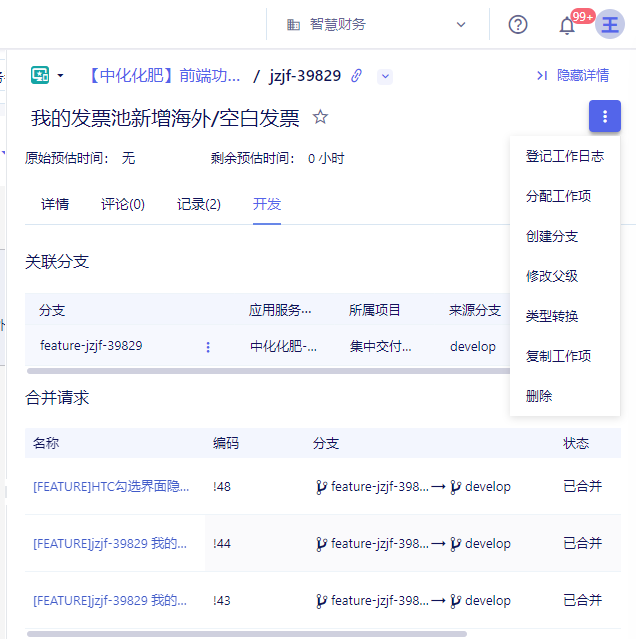 智慧财务
99+
王
【中化化肥】前端功... / jzjf-39829
隐藏详情
我的发票池新增海外/空白发票
原始预估时间： 无 剩余预估时间： 0 小时
登记工作日志
分配工作项
创建分支
修改父级
类型转换
复制工作项
删除
详情 评论(0) 记录(2) 开发
关联分支
分支 应用服务... 所属项目 来源分支
feature-jzjf-39829 中化化肥-... 集中交付... develop
合并请求
名称 编码 分支 状态
[FEATURE]HTC勾选界面隐... !48 feature-jzjf-398... → develop 已合并
[FEATURE]jzjf-39829 我的... !44 feature-jzjf-398... → develop 已合并
[FEATURE]jzjf-39829 我的... !43 feature-jzjf-398... → develop 已合并